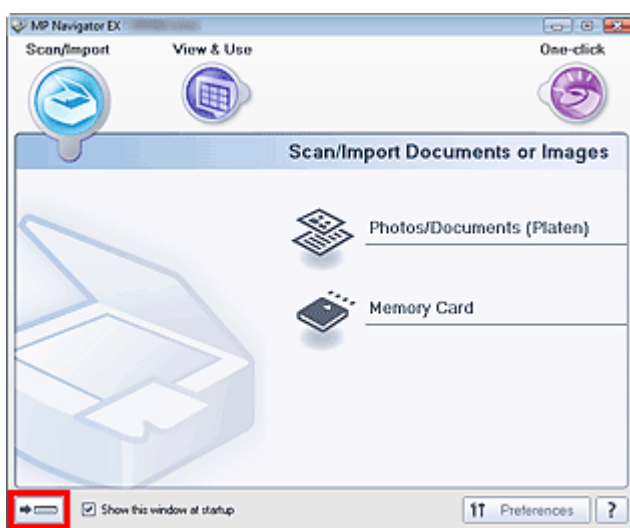 MP Navigator EX
Scan/Import
View & Use
One-click
Scan/Import Documents or Images
Photos/Documents (Platen)
Memory Card
Show this window at startup
Preferences
?